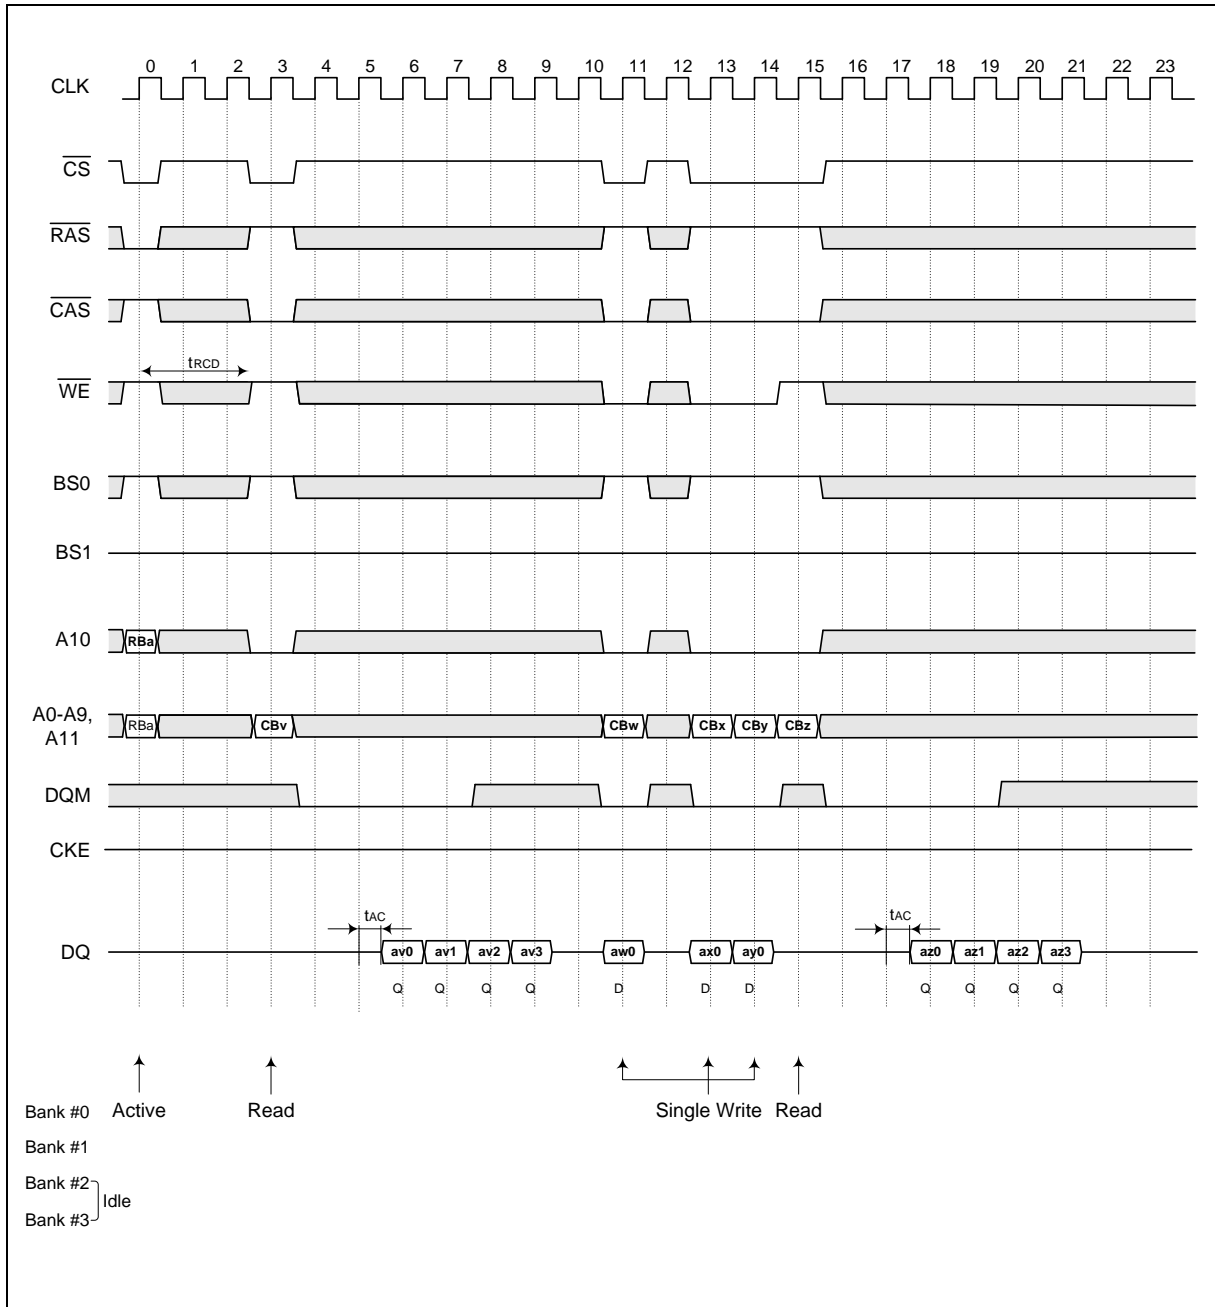 0 1 2 3 4 5 6 7 8 9 10 11 12 13 14 15 16 17 18 19 20 21 22 23
CLK
CS
RAS
CAS
tRCD
WE
BS0
BS1
A10 RBa
A0-A9,
A11
RBa CBv CBw CBx CBy CBz
DQM
CKE
tAC tAC
DQ av0 av1 av2 av3 aw0 ax0 ay0 az0 az1 az2 az3
Q Q Q Q D D D Q Q Q Q
Bank #0 Active Read Single Write Read
Bank #1
Bank #2
Idle
Bank #3